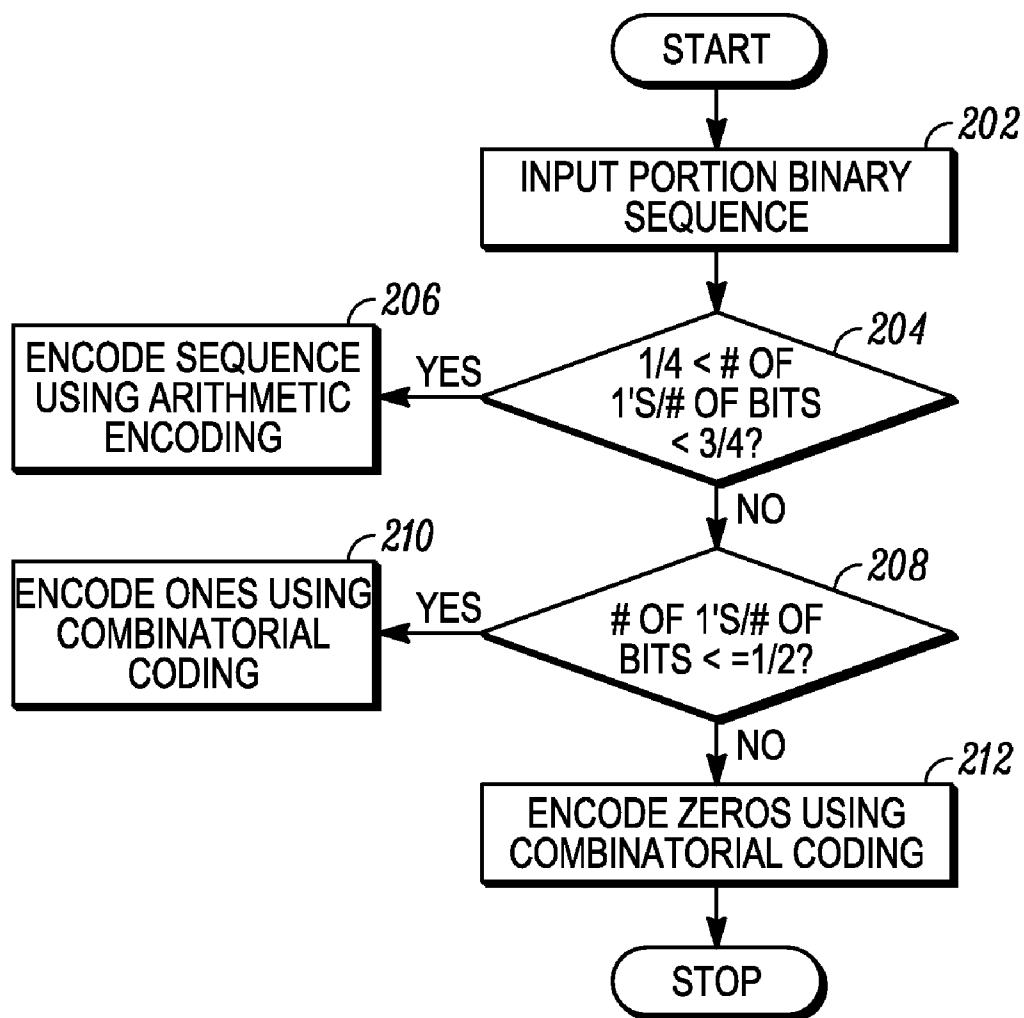 START
202
INPUT PORTION BINARY
SEQUENCE
206
ENCODE SEQUENCE
USING ARITHMETIC
ENCODING
YES
204
1/4 < # OF
1'S/# OF BITS
< 3/4?
NO
210
ENCODE ONES USING
COMBINATORIAL
CODING
YES
208
# OF 1'S/# OF
BITS < =1/2?
NO
212
ENCODE ZEROS USING
COMBINATORIAL CODING
STOP